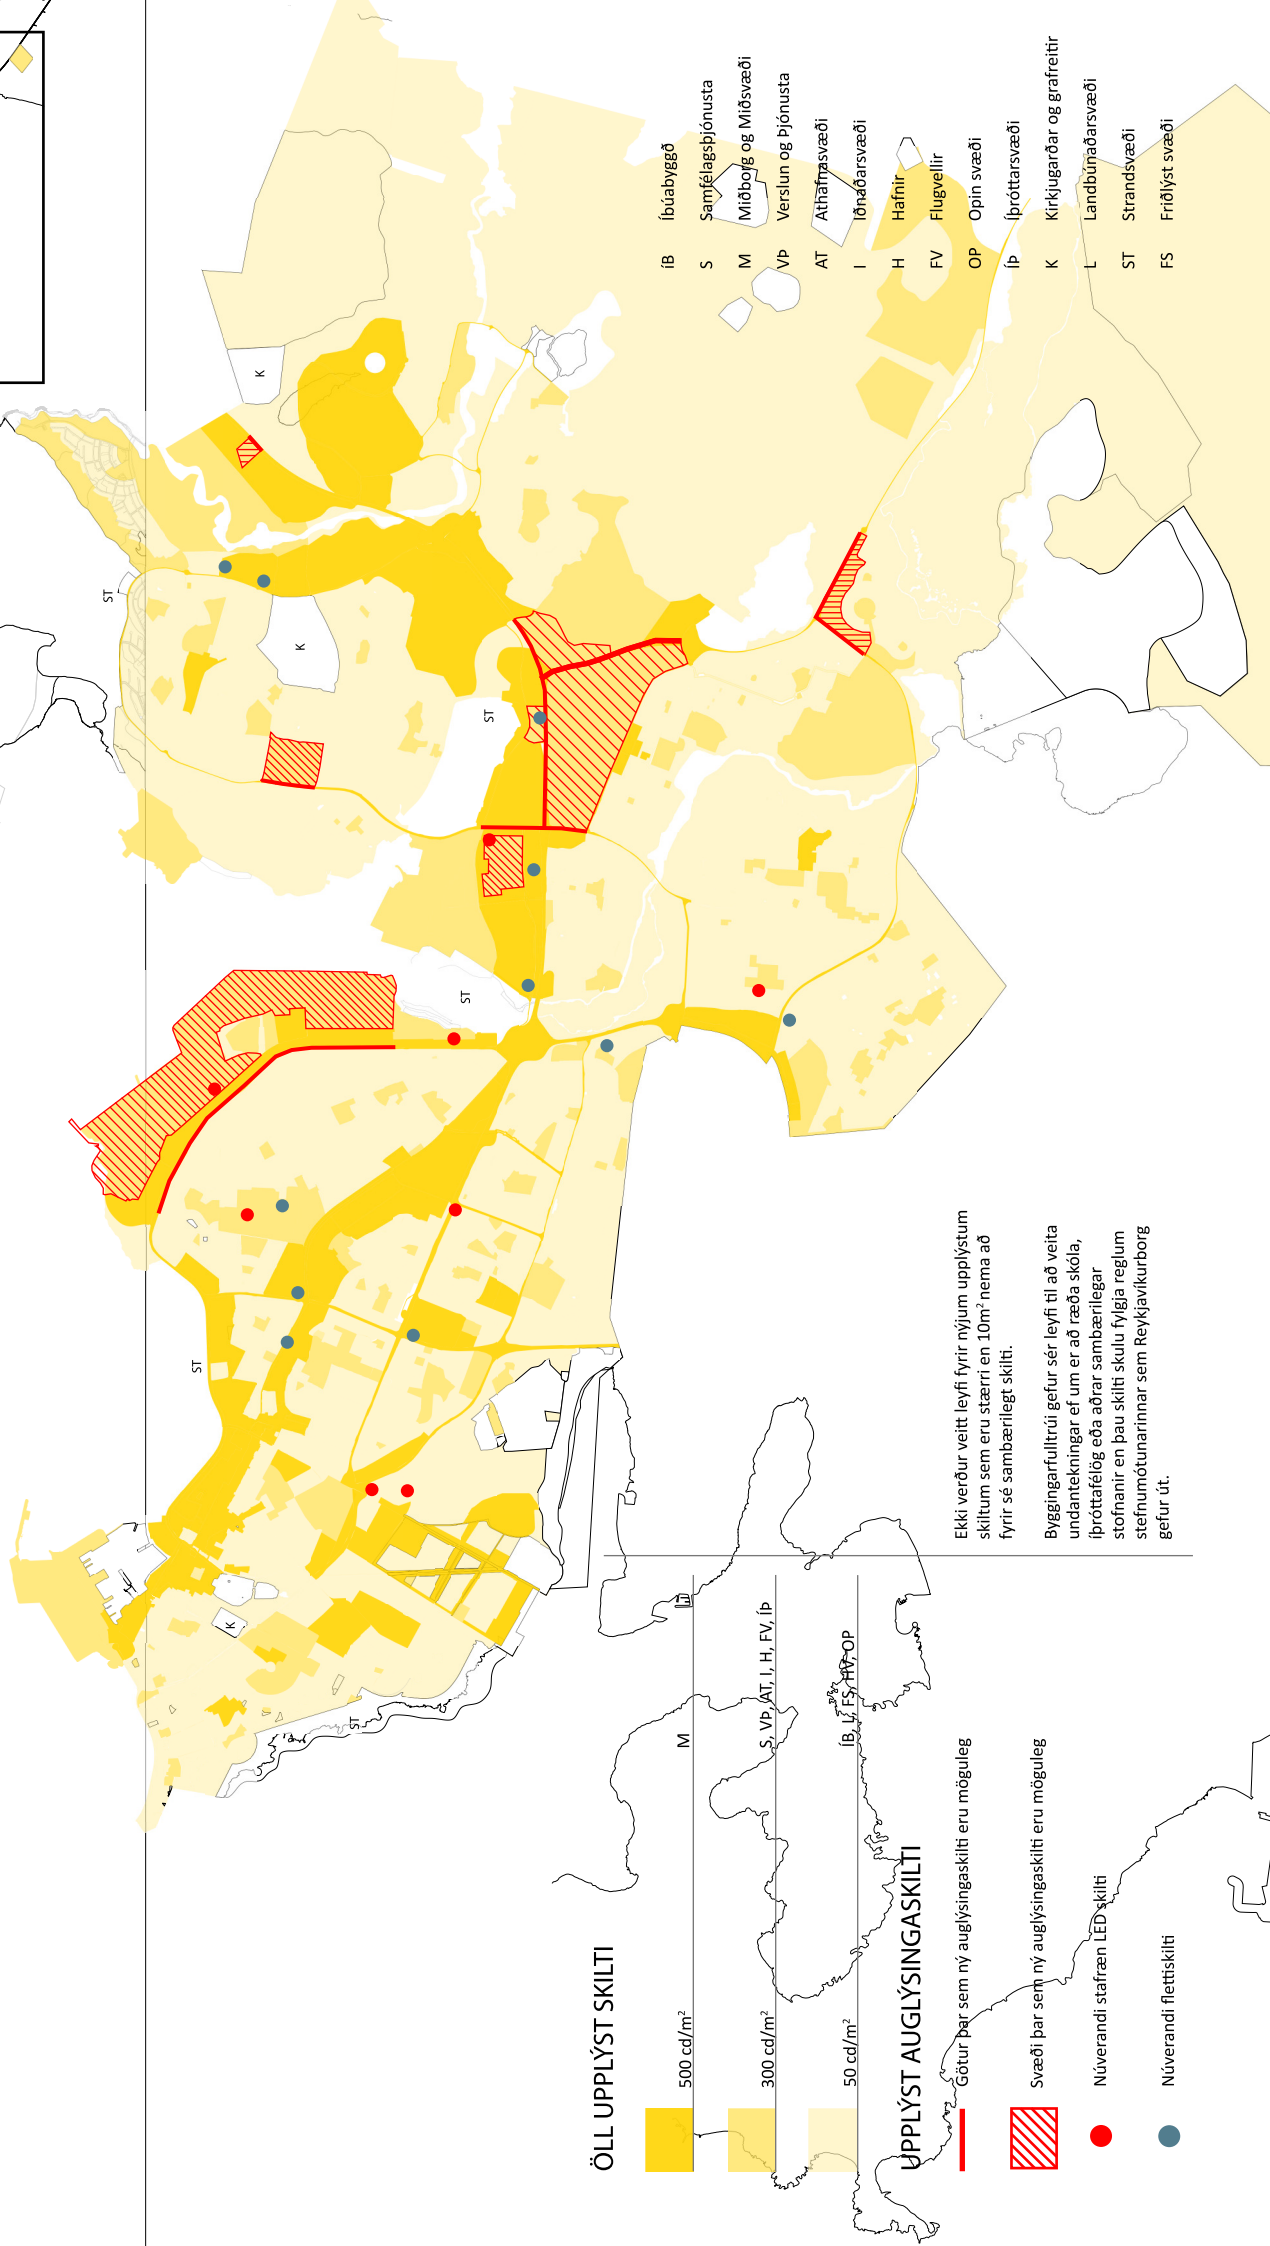 ÖLL UPPLÝST SKILTI
500 cd/m²
M
300 cd/m²
S, VÞ, AT, I, H, FV, ÍÞ
50 cd/m²
ÍB, L, FS, HV, OP
UPPLÝST AUGLÝSINGASKILTI
Götur þar sem ný auglýsingaskilti eru möguleg
Svæði þar sem ný auglýsingaskilti eru möguleg
Núverandi stafræn LED skilti
Núverandi flettiskilti
Ekki verður veitt leyfi fyrir nýjum upplýstum
skiltum sem eru stærri en 10m² nema að
fyrir sé sambærilegt skilti.
Byggingarfulltrúi gefur sér leyfi til að veita
undantekningar ef um er að ræða skóla,
íþróttafélög eða aðrar sambærilegar
stofnanir en þau skilti skulu fylgja reglum
stefnumótunarinnar sem Reykjavíkurborg
gefur út.
íB Íbúabyggð
S Samfélagsþjónusta
M Miðborg og Miðsvæði
VÞ Verslun og Þjónusta
AT Athafnasvæði
I Iðnaðarsvæði
H Hafnir
FV Flugvellir
OP Opin svæði
ÍÞ Íþróttarsvæði
K Kirkjugarðar og grafreitir
L Landbúnaðarsvæði
ST Strandsvæði
FS Friðlýst svæði
ST
K
ST
ST
ST
K
ST
K